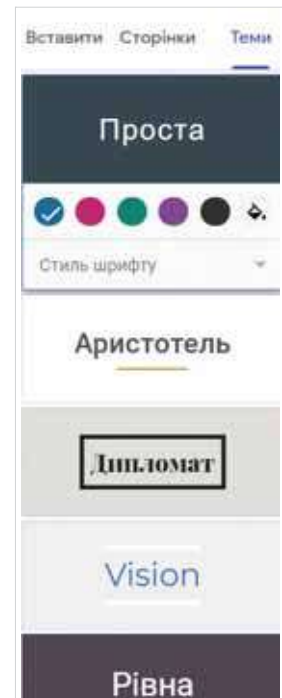 Вставити Сторінки Теми
Проста
Стиль шрифту
Аристотель
Дипломат
Vision
Рівна